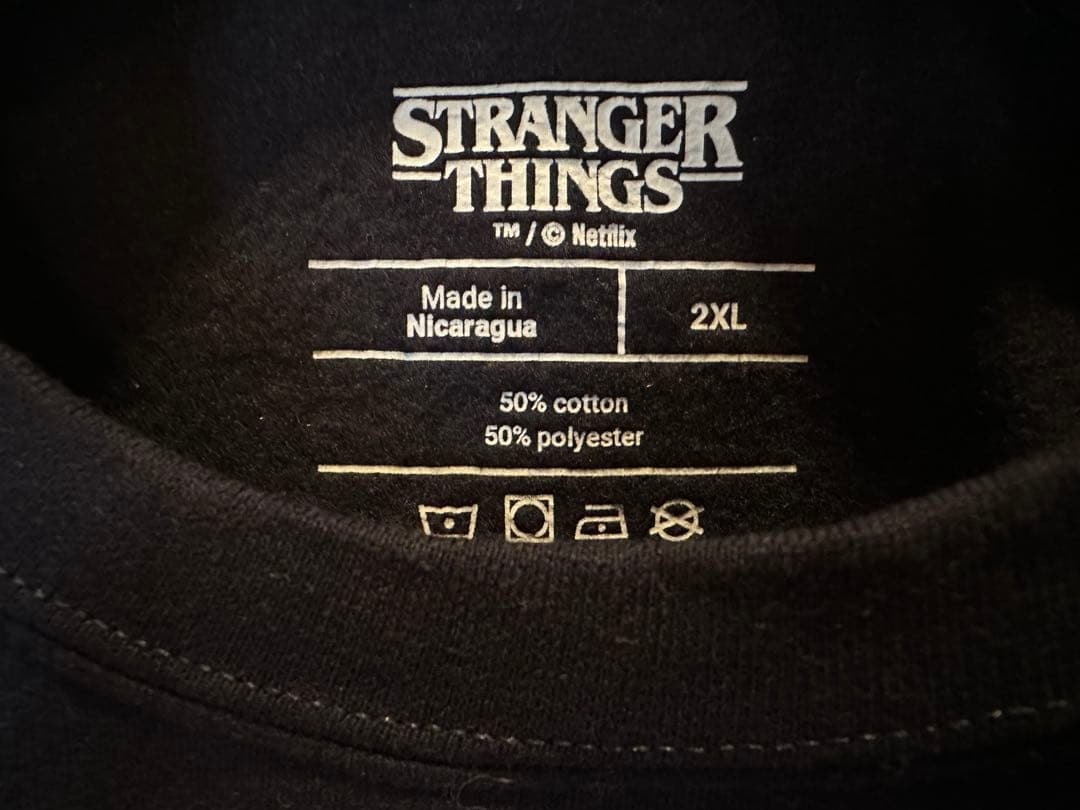 STRANGER
THINGS
™ / © Netflix
Made in
Nicaragua
2XL
50% cotton
50% polyester